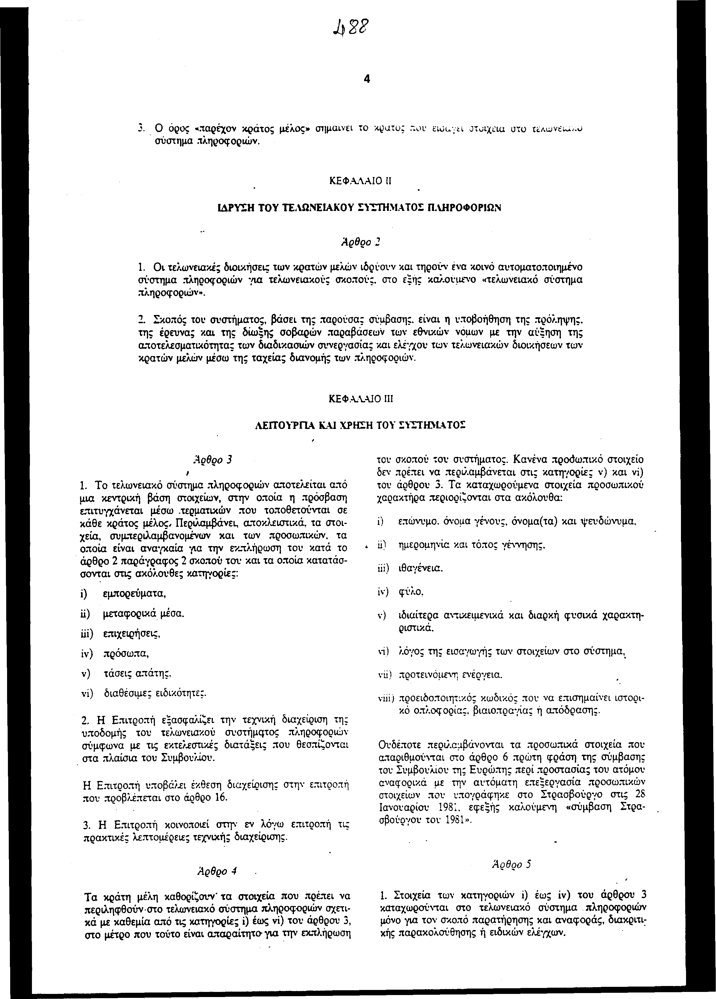 488
4
3. Ο όρος «παρέχον κράτος μέλος» σημαίνει το κράτος που εισάγει στοιχεία στο τελωνειακό
σύστημα πληροφοριών.
ΚΕΦΑΛΑΙΟ II
ΙΔΡΥΣΗ ΤΟΥ ΤΕΛΩΝΕΙΑΚΟΥ ΣΥΣΤΗΜΑΤΟΣ ΠΛΗΡΟΦΟΡΙΩΝ
Άρθρο 2
1. Οι τελωνειακές διοικήσεις των κρατών μελών ιδρύουν και τηρούν ένα κοινό αυτοματοποιημένο
σύστημα πληροφοριών για τελωνειακούς σκοπούς, στο εξής καλούμενο «τελωνειακό σύστημα
πληροφοριών».
2. Σκοπός του συστήματος, βάσει της παρούσας σύμβασης, είναι η υποβοήθηση της πρόληψης,
της έρευνας και της δίωξης σοβαρών παραβάσεων των εθνικών νόμων με την αύξηση της
αποτελεσματικότητας των διαδικασιών συνεργασίας και ελέγχου των τελωνειακών διοικήσεων των
κρατών μελών μέσω της ταχείας διανομής των πληροφοριών.
ΚΕΦΑΛΑΙΟ III
ΛΕΙΤΟΥΡΓΙΑ ΚΑΙ ΧΡΗΣΗ ΤΟΥ ΣΥΣΤΗΜΑΤΟΣ
Άρθρο 3
1. Το τελωνειακό σύστημα πληροφοριών αποτελείται από
μια κεντρική βάση στοιχείων, στην οποία η πρόσβαση
επιτυγχάνεται μέσω τερματικών που τοποθετούνται σε
κάθε κράτος μέλος. Περιλαμβάνει, αποκλειστικά, τα στοι-
χεία, συμπεριλαμβανομένων και των προσωπικών, τα
οποία είναι αναγκαία για την εκπλήρωση του κατά το
άρθρο 2 παράγραφος 2 σκοπού του και τα οποία κατατάσ-
σονται στις ακόλουθες κατηγορίες:
i) εμπορεύματα,
ii) μεταφορικά μέσα,
iii) επιχειρήσεις,
iv) πρόσωπα,
v) τάσεις απάτης,
vi) διαθέσιμες ειδικότητες.
2. Η Επιτροπή εξασφαλίζει την τεχνική διαχείριση της
υποδομής του τελωνειακού συστήματος πληροφοριών
σύμφωνα με τις εκτελεστικές διατάξεις που θεσπίζονται
στα πλαίσια του Συμβουλίου.
Η Επιτροπή υποβάλει έκθεση διαχείρισης στην επιτροπή
που προβλέπεται στο άρθρο 16.
3. Η Επιτροπή κοινοποιεί στην εν λόγω επιτροπή τις
πρακτικές λεπτομέρειες τεχνικής διαχείρισης.
Άρθρο 4
Τα κράτη μέλη καθορίζουν τα στοιχεία που πρέπει να
περιληφθούν στο τελωνειακό σύστημα πληροφοριών σχετι-
κά με καθεμία από τις κατηγορίες i) έως vi) του άρθρου 3,
στο μέτρο που τούτο είναι απαραίτητο για την εκπλήρωση
του σκοπού του συστήματος. Κανένα προσωπικό στοιχείο
δεν πρέπει να περιλαμβάνεται στις κατηγορίες v) και vi)
του άρθρου 3. Τα καταχωρούμενα στοιχεία προσωπικού
χαρακτήρα περιορίζονται στα ακόλουθα:
i) επώνυμο, όνομα γένους, όνομα(τα) και ψευδώνυμα,
ii) ημερομηνία και τόπος γέννησης,
iii) ιθαγένεια,
iv) φύλο,
v) ιδιαίτερα αντικειμενικά και διαρκή φυσικά χαρακτη-
ριστικά,
vi) λόγος της εισαγωγής των στοιχείων στο σύστημα,
vii) προτεινόμενη ενέργεια,
viii) προειδοποιητικός κωδικός που να επισημαίνει ιστορι-
κό οπλοφορίας, βιαιοπραγίας ή απόδρασης.
Ουδέποτε περιλαμβάνονται τα προσωπικά στοιχεία που
απαριθμούνται στο άρθρο 6 πρώτη φράση της σύμβασης
του Συμβουλίου της Ευρώπης περί προστασίας του ατόμου
αναφορικά με την αυτόματη επεξεργασία προσωπικών
στοιχείων που υπογράφηκε στο Στρασβούργο στις 28
Ιανουαρίου 1981, εφεξής καλούμενη «σύμβαση Στρα-
σβούργου του 1981».
Άρθρο 5
1. Στοιχεία των κατηγοριών i) έως iv) του άρθρου 3
καταχωρούνται στο τελωνειακό σύστημα πληροφοριών
μόνο για τον σκοπό παρατήρησης και αναφοράς, διακριτι-
κής παρακολούθησης ή ειδικών ελέγχων.